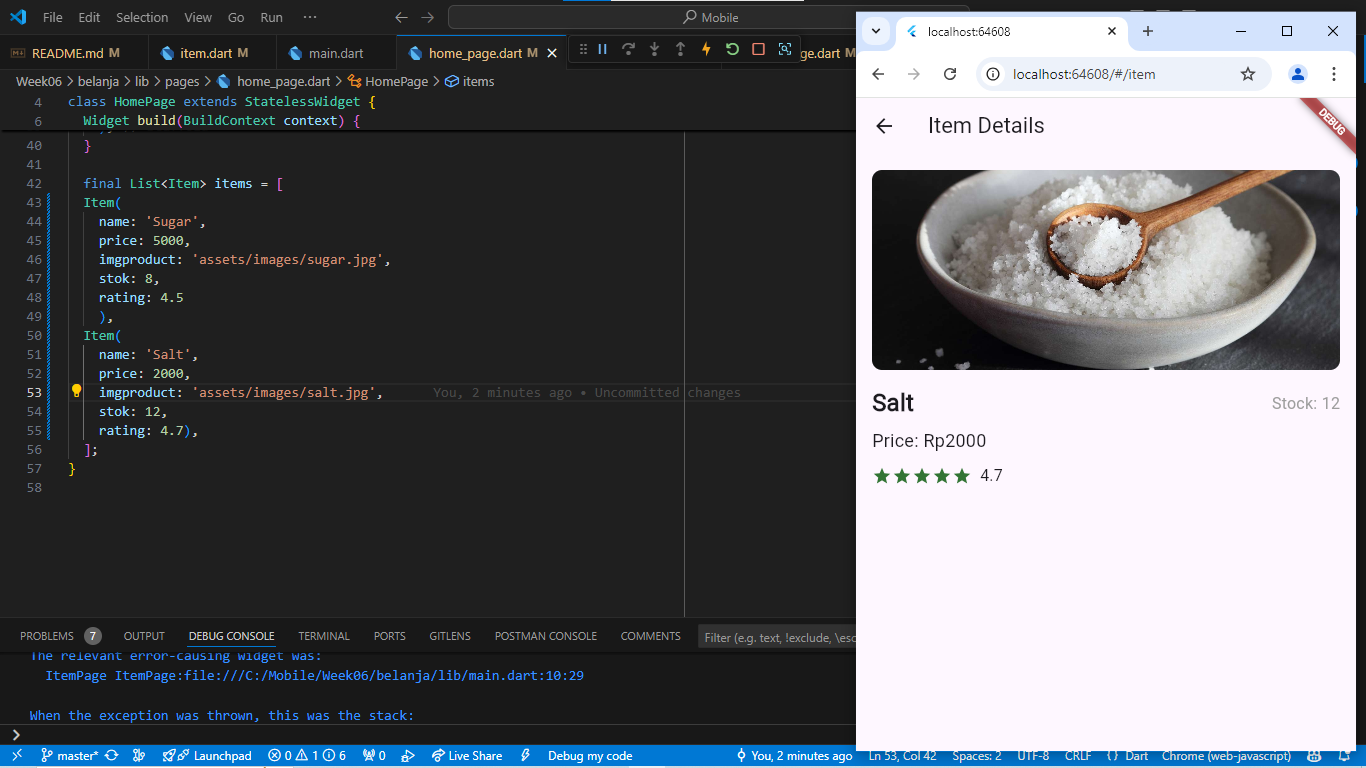 File Edit Selection View Go Run ··· Mobile
README.md M item.dart M main.dart home_page.dart M ge.dart M
Week06 > belanja > lib > pages > home_page.dart > HomePage > items
4 class HomePage extends StatelessWidget {
6 Widget build(BuildContext context) {
40 }
41
42 final List<Item> items = [
43 Item(
44 name: 'Sugar',
45 price: 5000,
46 imgproduct: 'assets/images/sugar.jpg',
47 stok: 8,
48 rating: 4.5
49 ),
50 Item(
51 name: 'Salt',
52 price: 2000,
53 imgproduct: 'assets/images/salt.jpg', You, 2 minutes ago • Uncommitted changes
54 stok: 12,
55 rating: 4.7),
56 ];
57 }
58
PROBLEMS 7 OUTPUT DEBUG CONSOLE TERMINAL PORTS GITLENS POSTMAN CONSOLE COMMENTS Filter (e.g. text, !exclude, \esc
The relevant error-causing widget was:
ItemPage ItemPage:file:///C:/Mobile/Week06/belanja/lib/main.dart:10:29
When the exception was thrown, this was the stack:
>
master* Launchpad 0 1 6 0 Live Share Debug my code You, 2 minutes ago Ln 53, Col 42 Spaces: 2 UTF-8 CRLF {} Dart Chrome (web-javascript)
localhost:64608
localhost:64608/#/item
Item Details
DEBUG
Salt
Stock: 12
Price: Rp2000
4.7